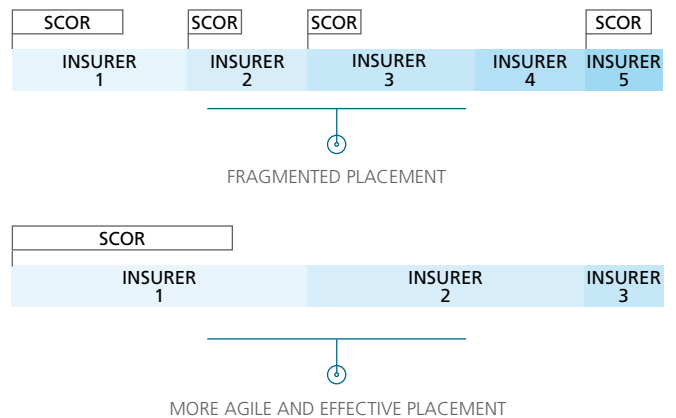 SCOR SCOR SCOR SCOR
INSURER INSURER INSURER INSURER INSURER
1 2 3 4 5
FRAGMENTED PLACEMENT
SCOR
INSURER INSURER INSURER
1 2 3
MORE AGILE AND EFFECTIVE PLACEMENT